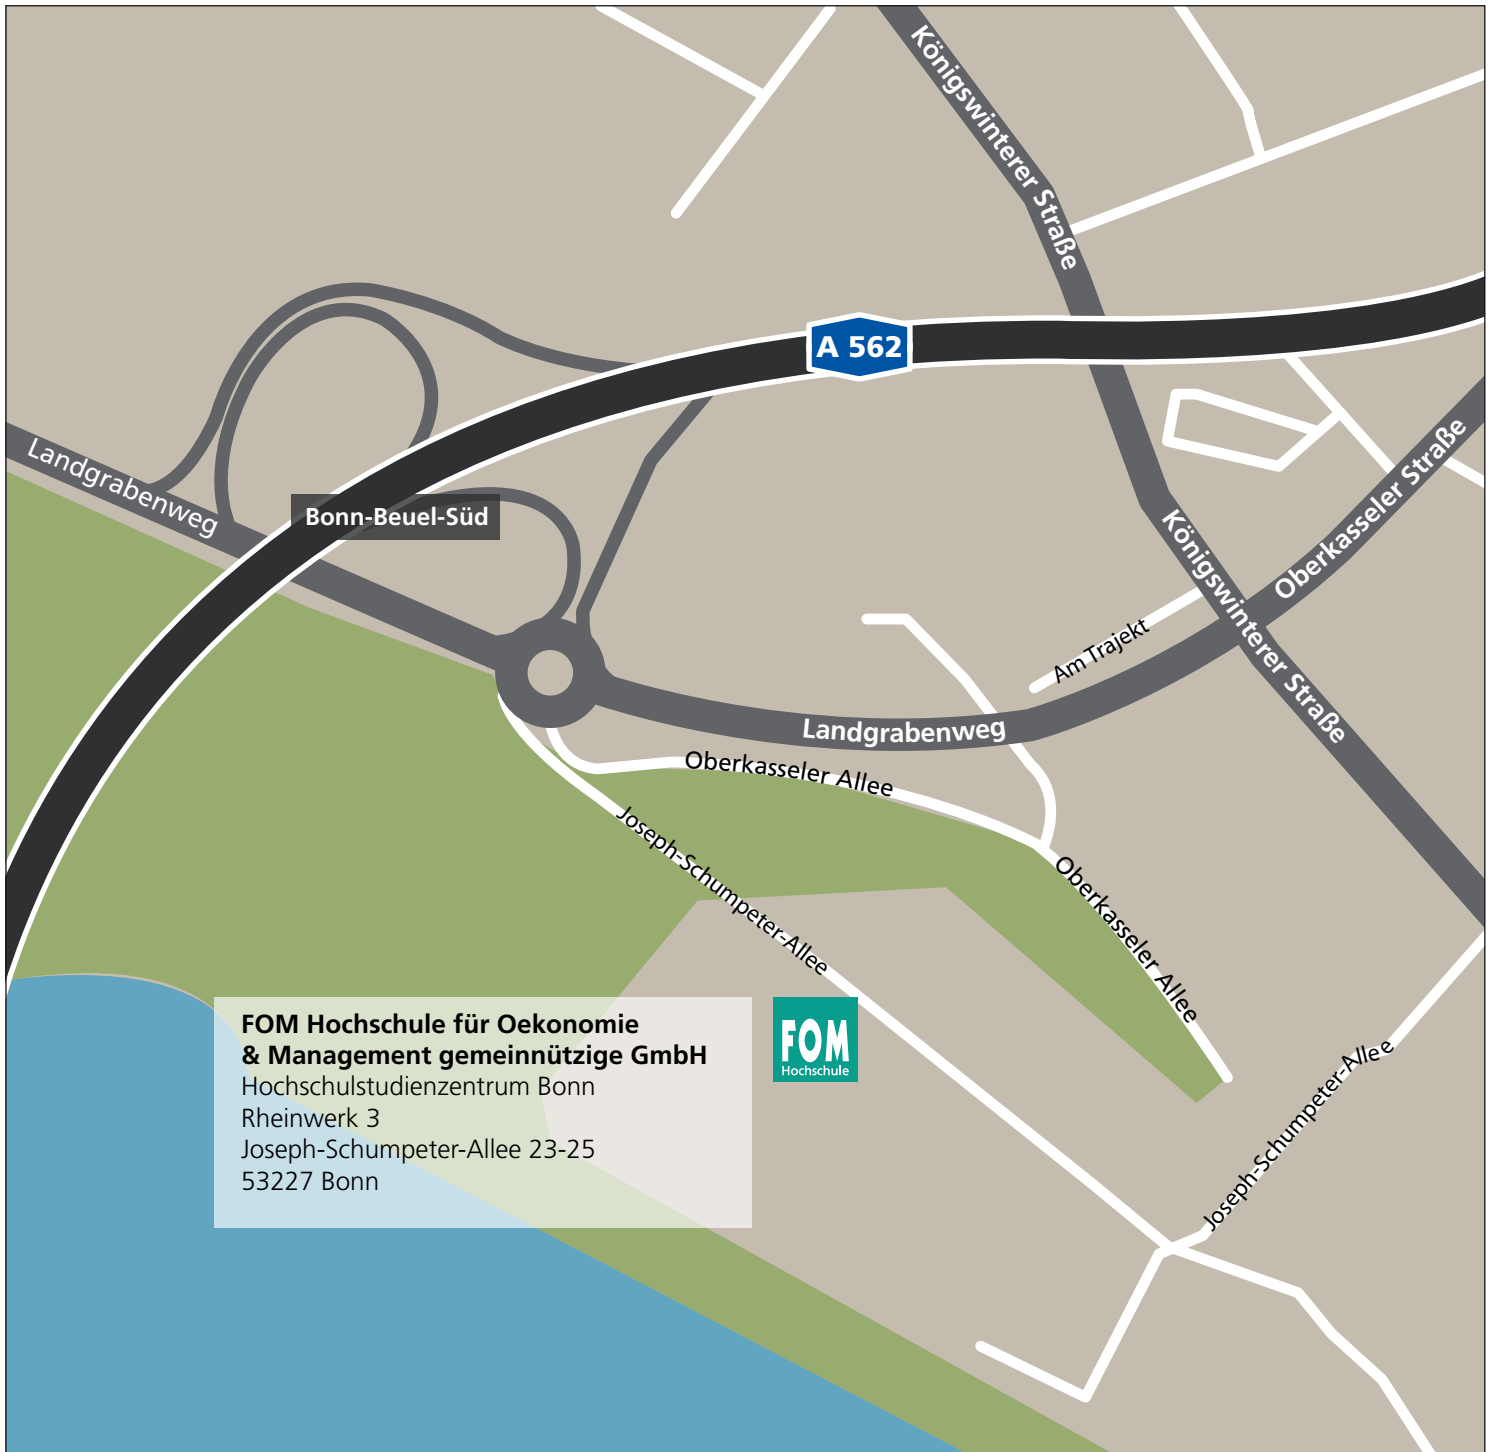 Königswinterer Straße
A 562
Landgrabenweg
Bonn-Beuel-Süd
Oberkasseler Straße
Königswinterer Straße
Am Trajekt
Landgrabenweg
Oberkasseler Allee
Joseph-Schumpeter-Allee
Oberkasseler Allee
FOM Hochschule für Oekonomie
& Management gemeinnützige GmbH
Hochschulstudienzentrum Bonn
Rheinwerk 3
Joseph-Schumpeter-Allee 23-25
53227 Bonn
FOM
Hochschule
Joseph-Schumpeter-Allee